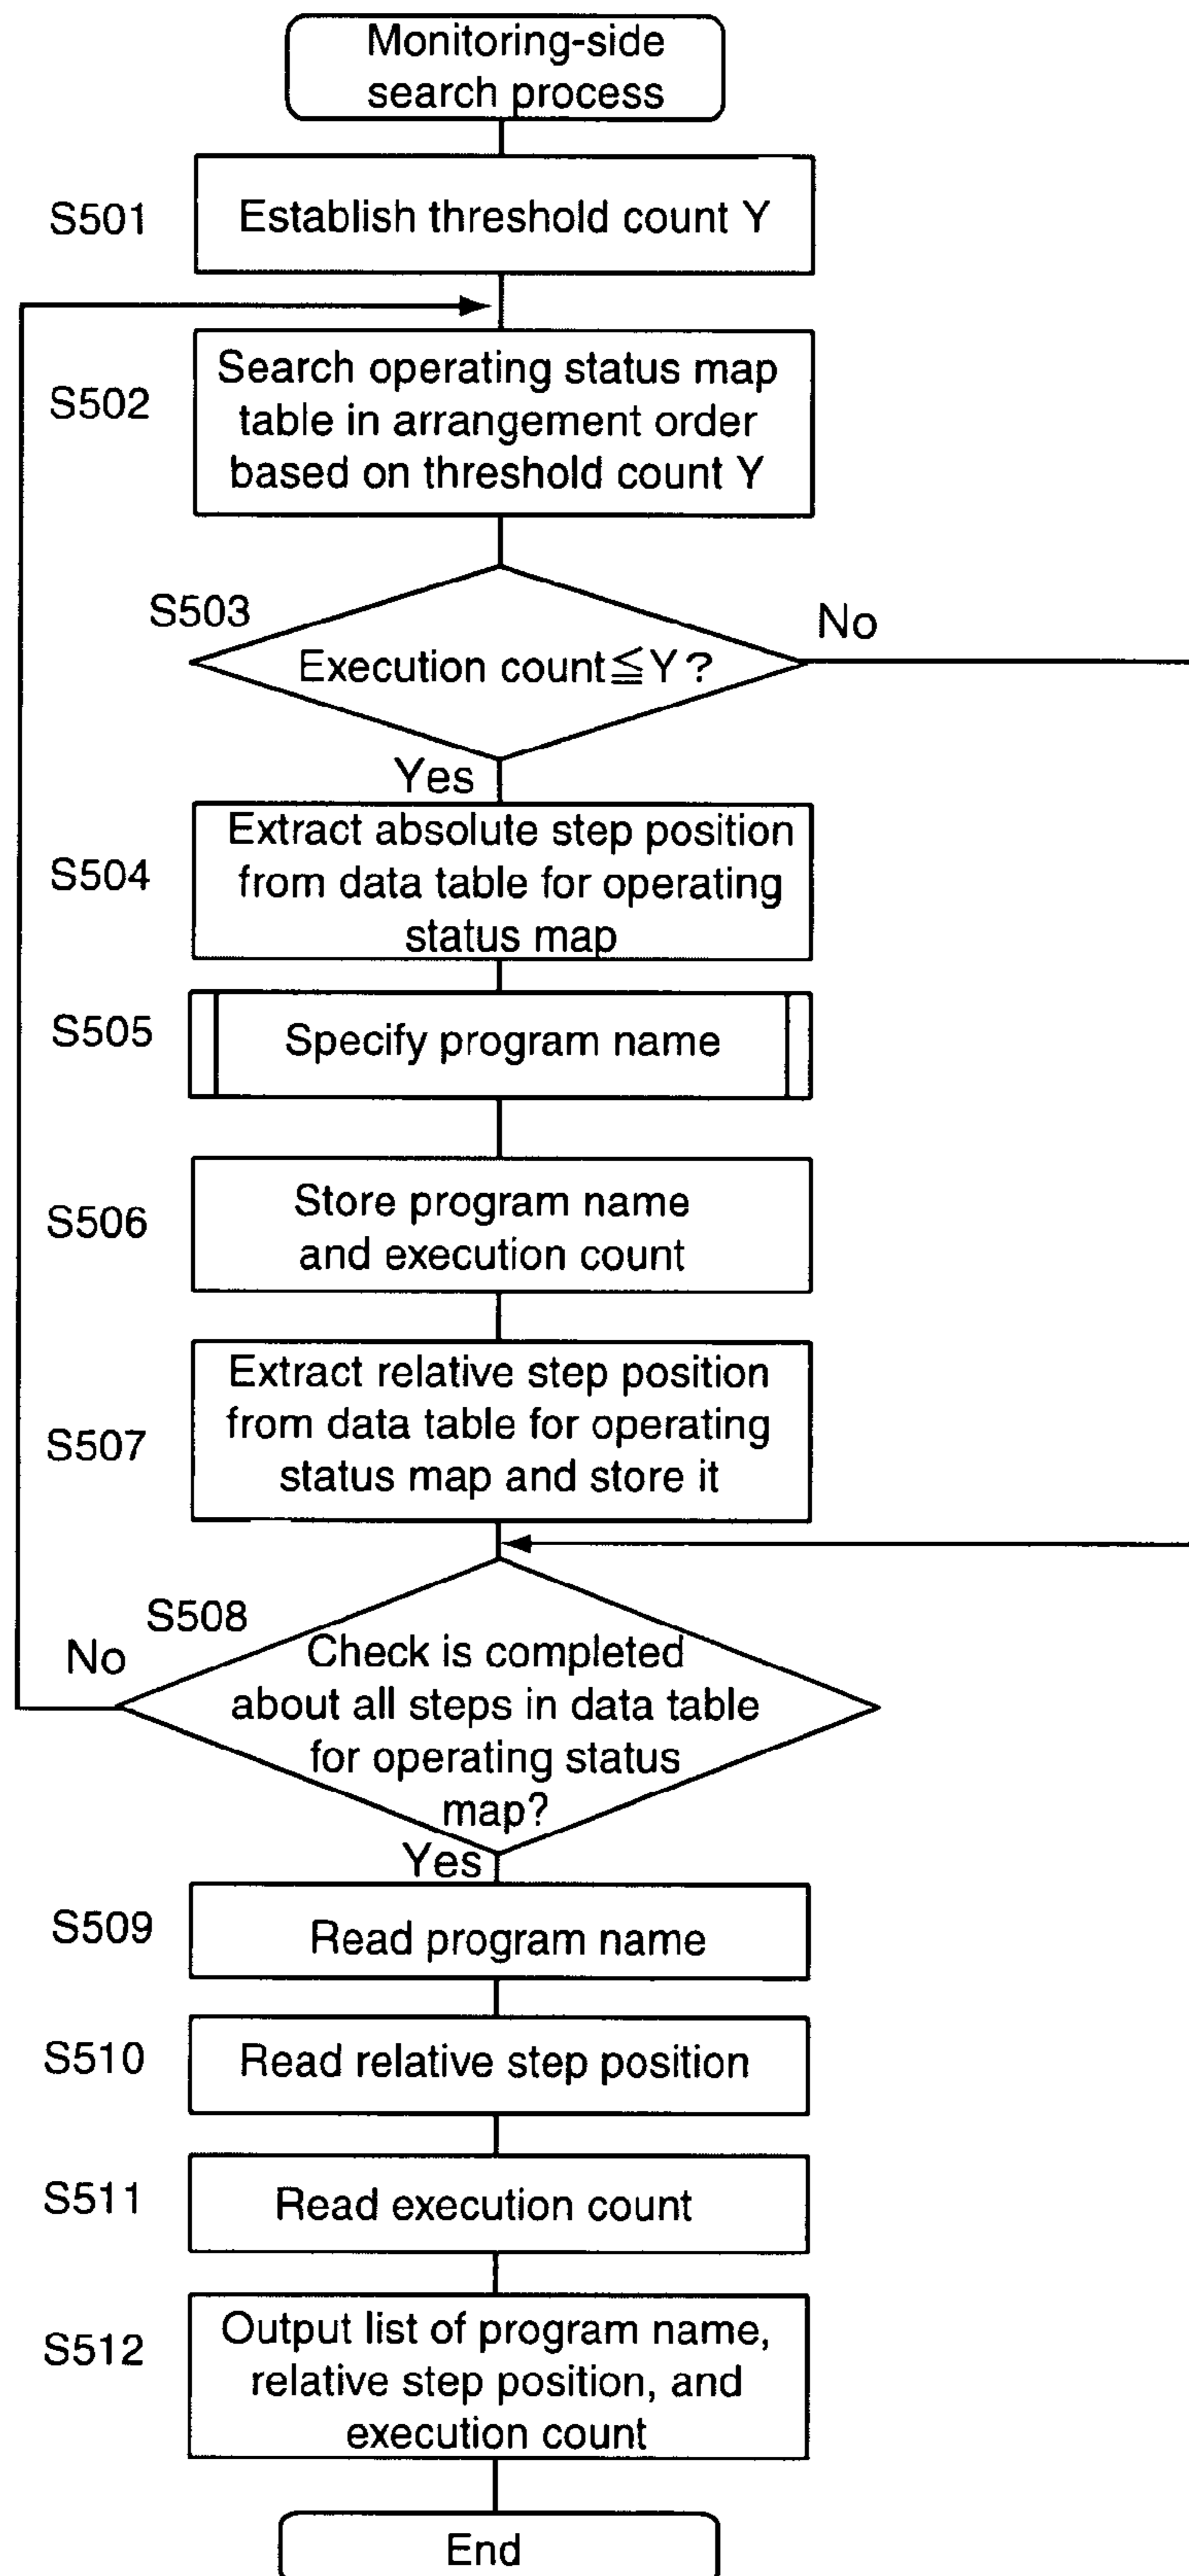 Monitoring-side
search process
S501
Establish threshold count Y
S502
Search operating status map
table in arrangement order
based on threshold count Y
S503
Execution count≦Y?
No
Yes
S504
Extract absolute step position
from data table for operating
status map
S505
Specify program name
S506
Store program name
and execution count
S507
Extract relative step position
from data table for operating
status map and store it
S508
No
Check is completed
about all steps in data table
for operating status
map?
Yes
S509
Read program name
S510
Read relative step position
S511
Read execution count
S512
Output list of program name,
relative step position, and
execution count
End